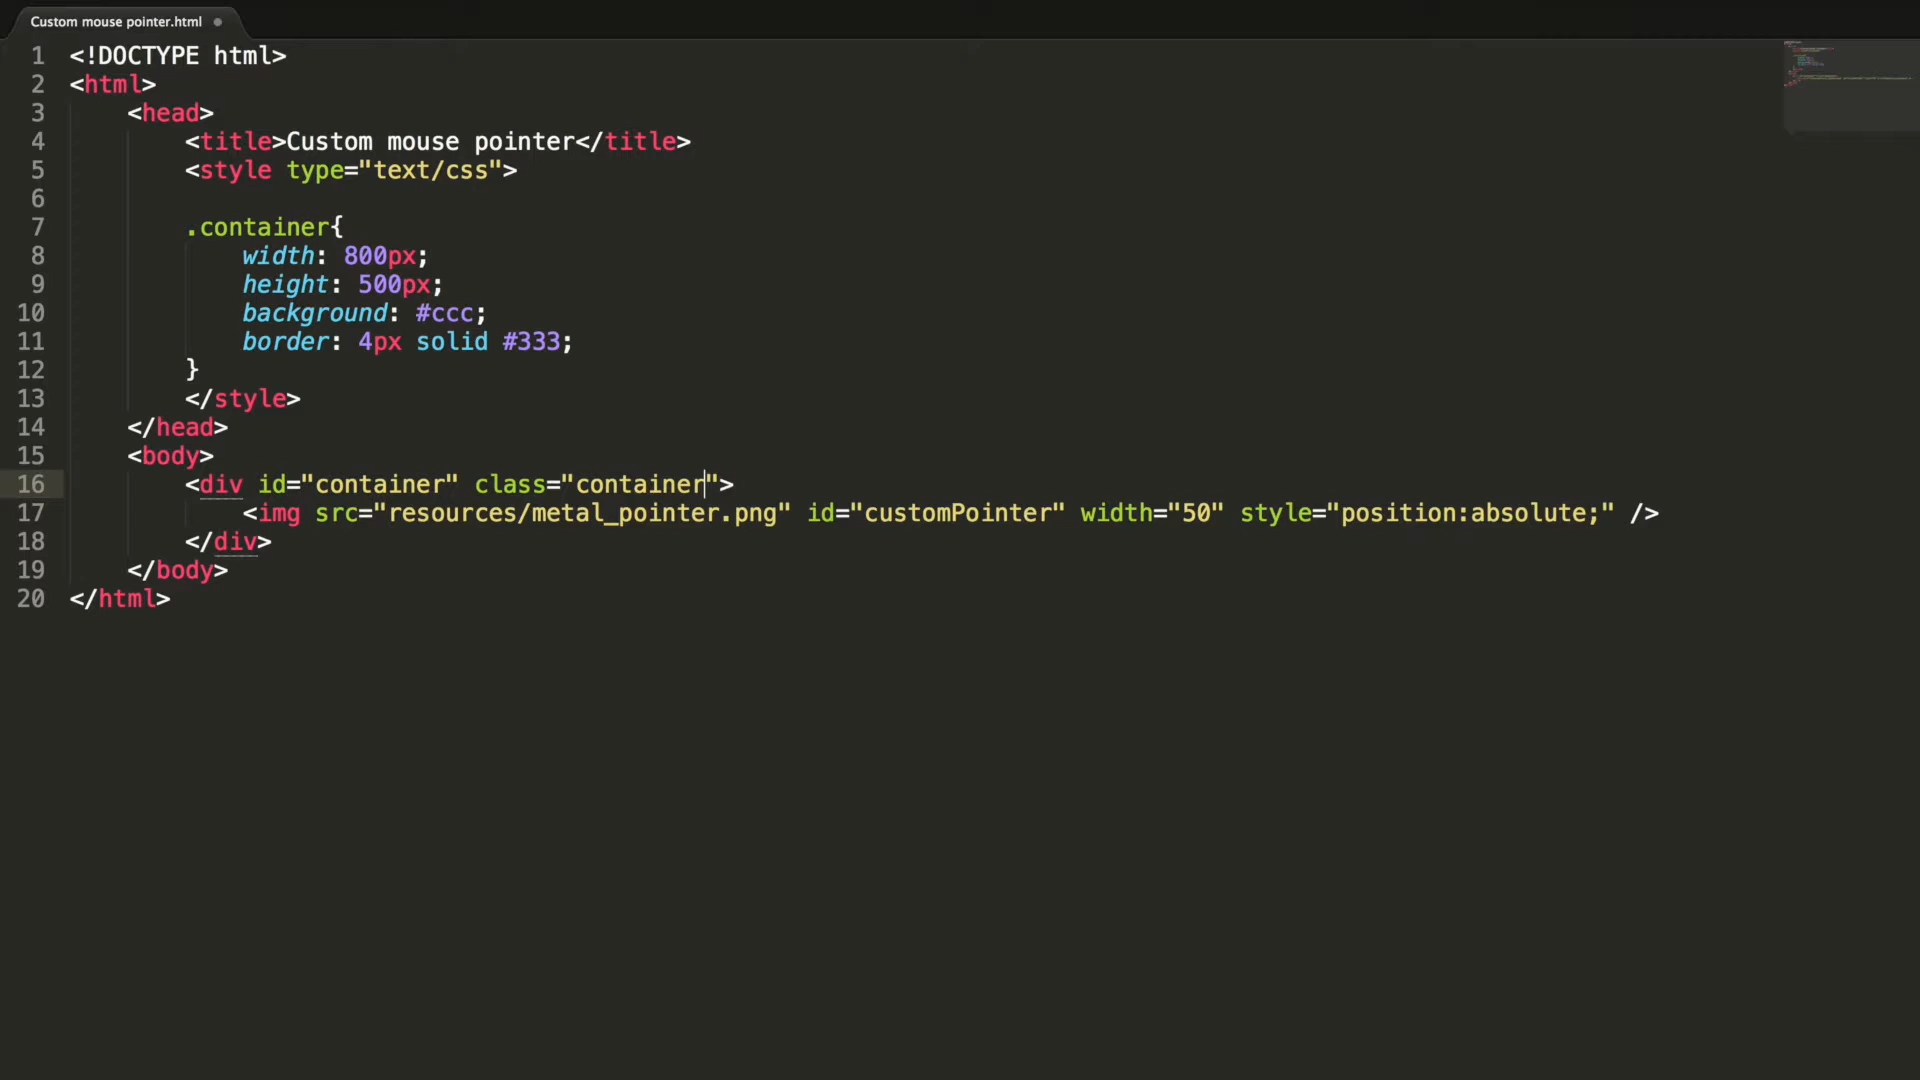 Custom mouse pointer.html
1 <!DOCTYPE html>
2 <html>
3 <head>
4 <title>Custom mouse pointer</title>
5 <style type="text/css">
6
7 .container{
8 width: 800px;
9 height: 500px;
10 background: #ccc;
11 border: 4px solid #333;
12 }
13 </style>
14 </head>
15 <body>
16 <div id="container" class="container">
17 <img src="resources/metal_pointer.png" id="customPointer" width="50" style="position:absolute;" />
18 </div>
19 </body>
20 </html>